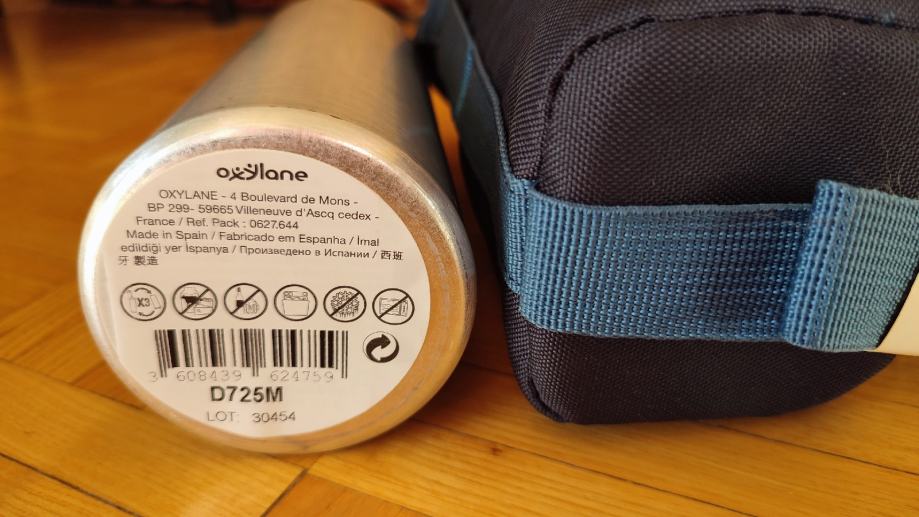 oxylane
OXYLANE - 4 Boulevard de Mons -
BP 299- 59665 Villeneuve d'Ascq cedex -
France / Ref. Pack : 0627.644
Made in Spain / Fabricado em Espanha / İmal
edildiği yer İspanya / Произведено в Испании / 西班
牙 製造
X3
3 608439 624759
D725M
LOT: 30454